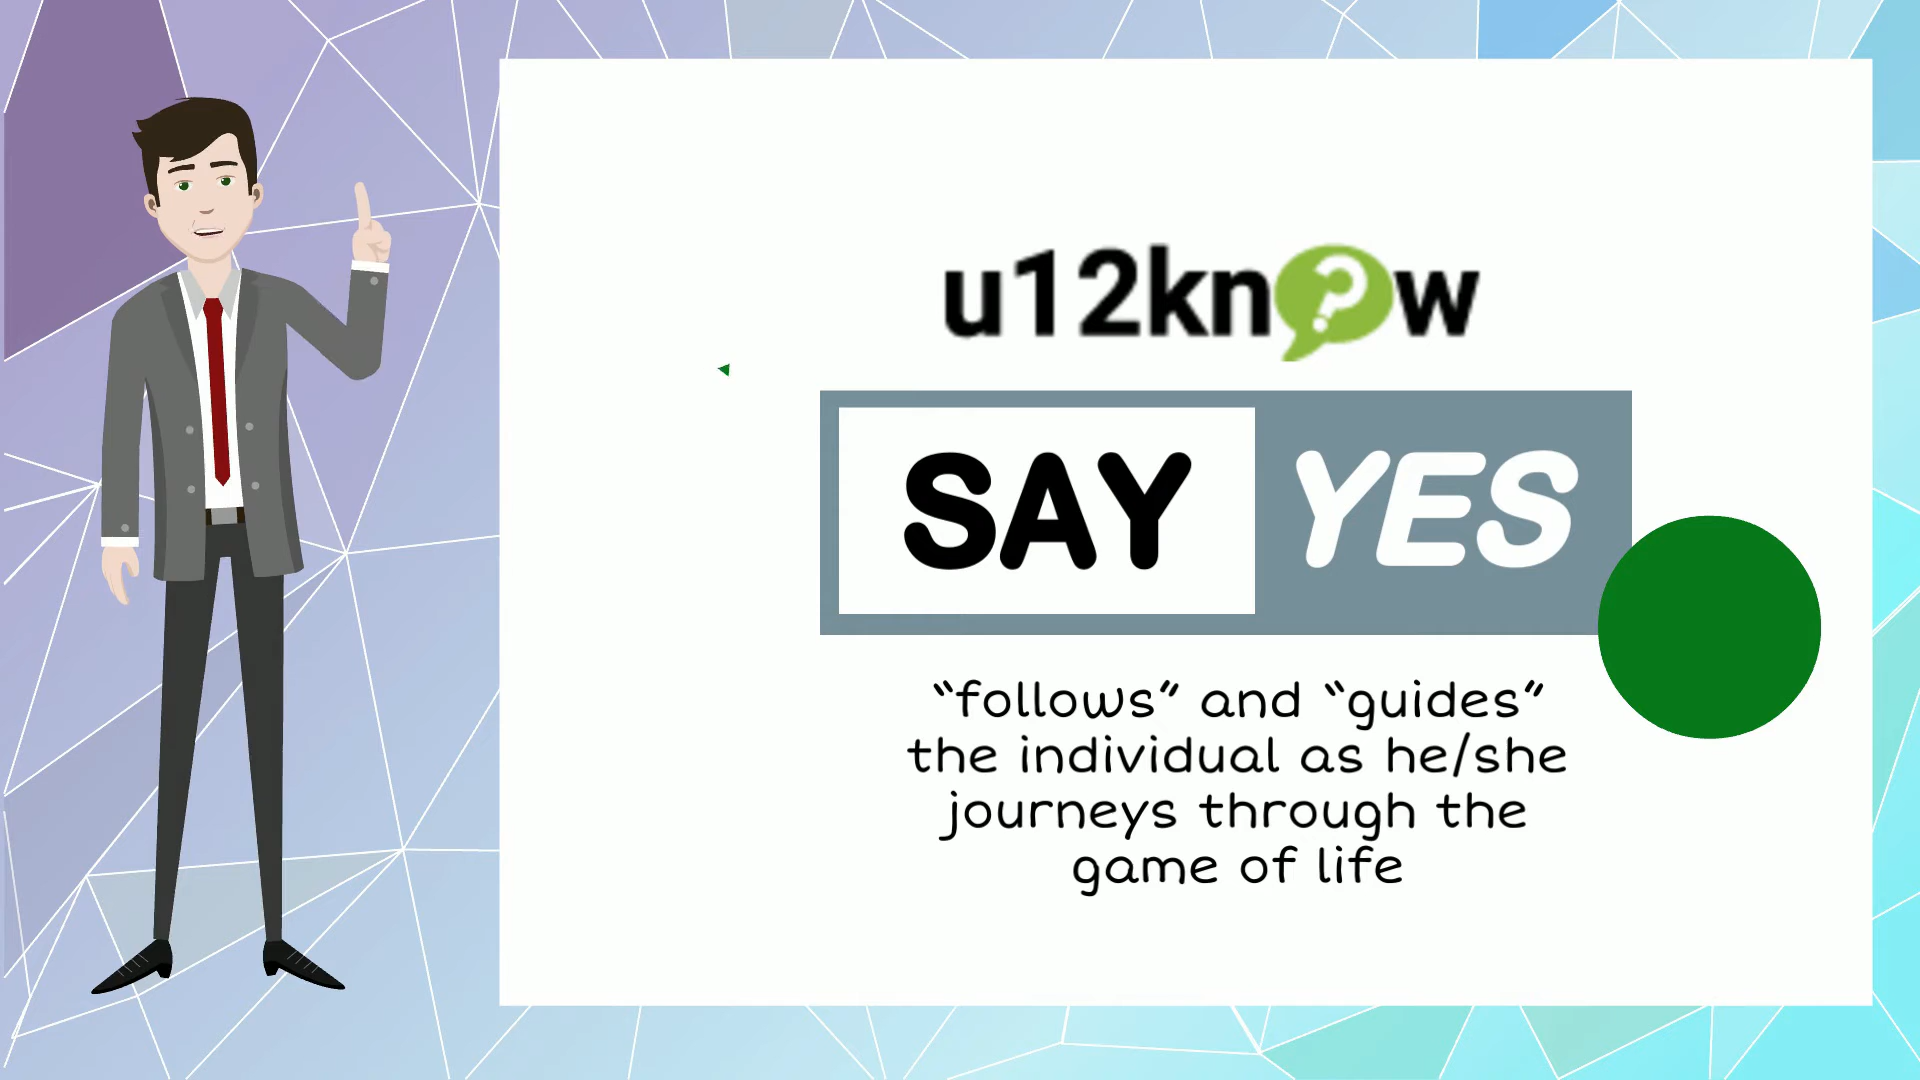 u12know
SAY YES
“follows” and “guides”
the individual as he/she
journeys through the
game of life